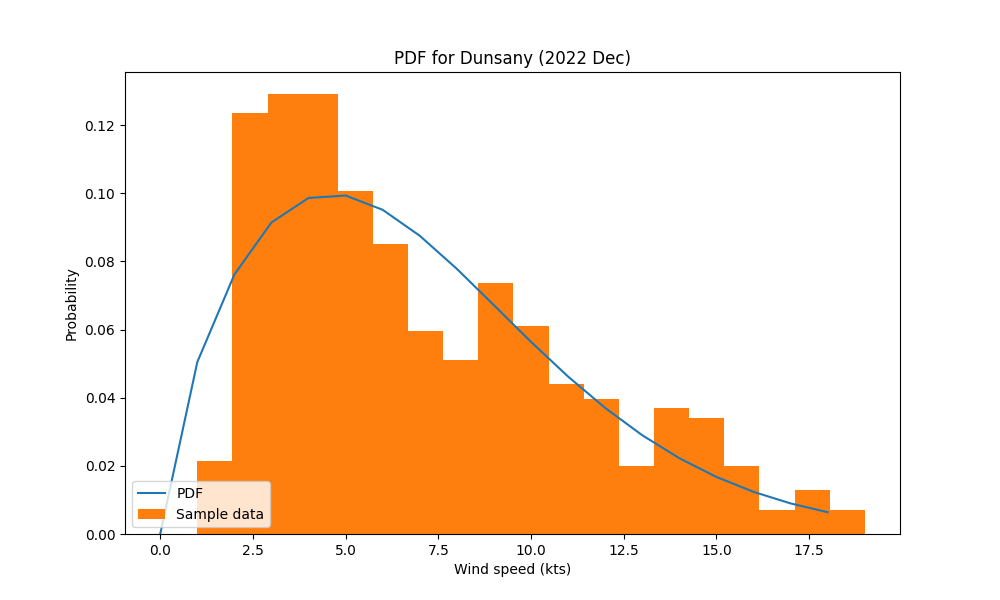 PDF for Dunsany (2022 Dec)
0.12
0.10
0.08
0.06
0.04
0.02
0.00
Probability
PDF
Sample data
0.0 2.5 5.0 7.5 10.0 12.5 15.0 17.5
Wind speed (kts)